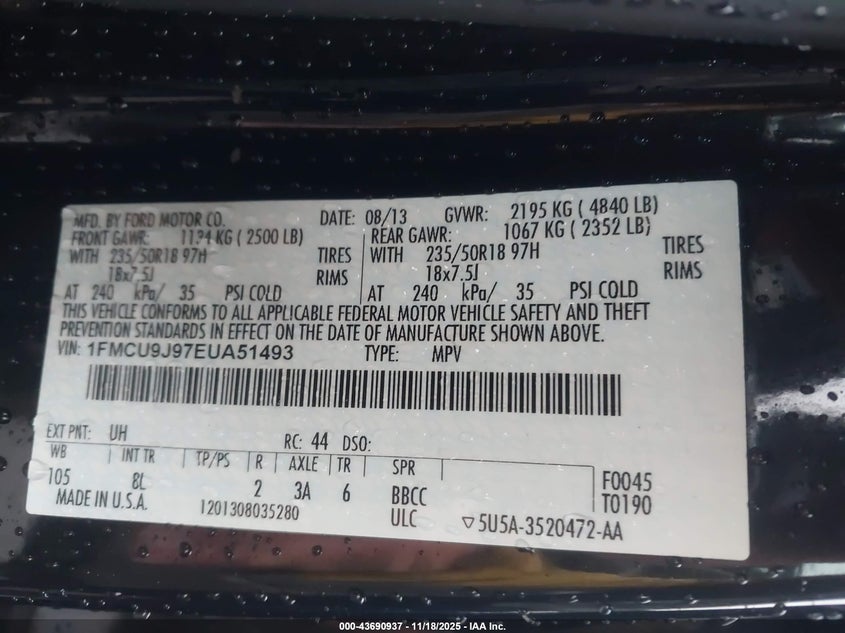 MFD. BY FORD MOTOR CO. DATE: 08/13 GVWR: 2195 KG ( 4840 LB)
FRONT GAWR: 1134 KG ( 2500 LB) REAR GAWR: 1067 KG ( 2352 LB)
WITH 235/50R18 97H TIRES WITH 235/50R18 97H TIRES
18x7.5J RIMS 18x7.5J RIMS
AT 240 kPa/ 35 PSI COLD AT 240 kPa/ 35 PSI COLD
THIS VEHICLE CONFORMS TO ALL APPLICABLE FEDERAL MOTOR VEHICLE SAFETY AND THEFT
PREVENTION STANDARDS IN EFFECT ON THE DATE OF MANUFACTURE SHOWN ABOVE.
VIN: 1FMCU9J97EUA51493 TYPE: MPV
EXT PNT: UH RC: 44 DSO:
WB INT TR TP/PS R AXLE TR SPR
105 8L 2 3A 6 BBCC F0045
MADE IN U.S.A. 1201308035280 ULC T0190
▽5U5A-3520472-AA
000-43690937 - 11/18/2025 - IAA Inc.